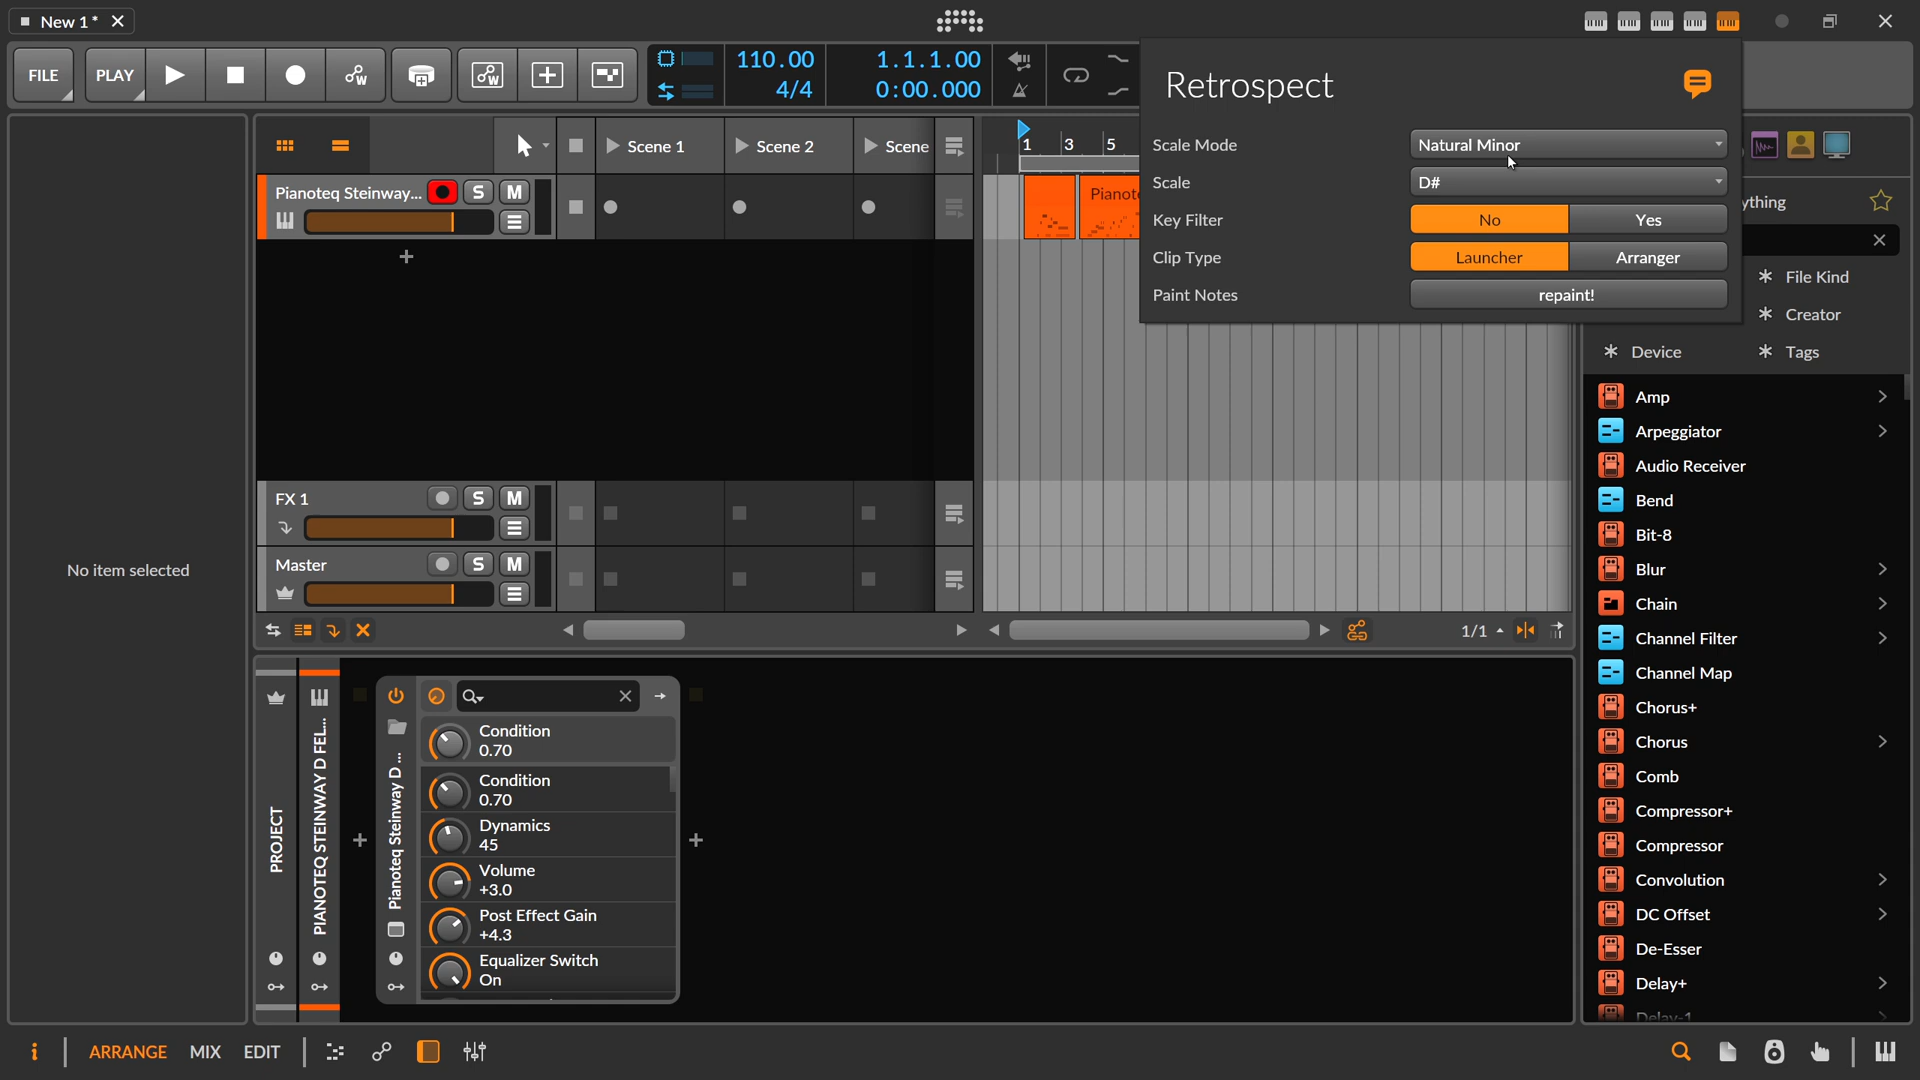 New 1 *
FILE
PLAY
110.00
4/4
1.1.1.00
0:00.000
Retrospect
Scale Mode
Natural Minor
Scale
D#
Key Filter
No
Yes
Clip Type
Launcher
Arranger
Paint Notes
repaint!
Scene 1
Scene 2
Scene
1
3
5
Pianoteq Steinway...
S
M
Pianote
FX 1
S
M
Master
S
M
1/1
No item selected
PROJECT
PIANOTEQ STEINWAY D FEL...
Pianoteq Steinway D ...
Condition
0.70
Condition
0.70
Dynamics
45
Volume
+3.0
Post Effect Gain
+4.3
Equalizer Switch
On
ything
File Kind
Creator
Device
Tags
Amp
Arpeggiator
Audio Receiver
Bend
Bit-8
Blur
Chain
Channel Filter
Channel Map
Chorus+
Chorus
Comb
Compressor+
Compressor
Convolution
DC Offset
De-Esser
Delay+
Delay-1
ARRANGE
MIX
EDIT